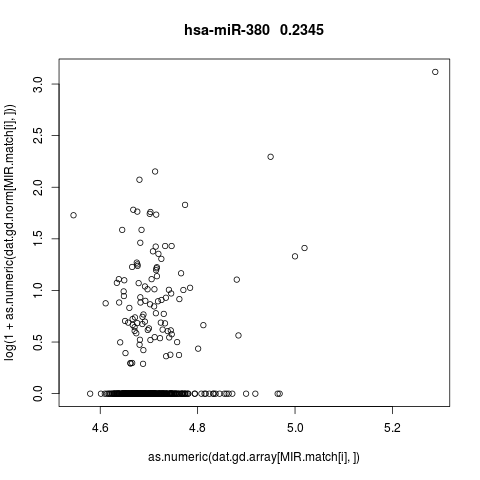 hsa-miR-380 0.2345
log(1 + as.numeric(dat.gd.norm[MIR.match[i], ]))
3.0
2.5
2.0
1.5
1.0
0.5
0.0
4.6 4.8 5.0 5.2
as.numeric(dat.gd.array[MIR.match[i], ])